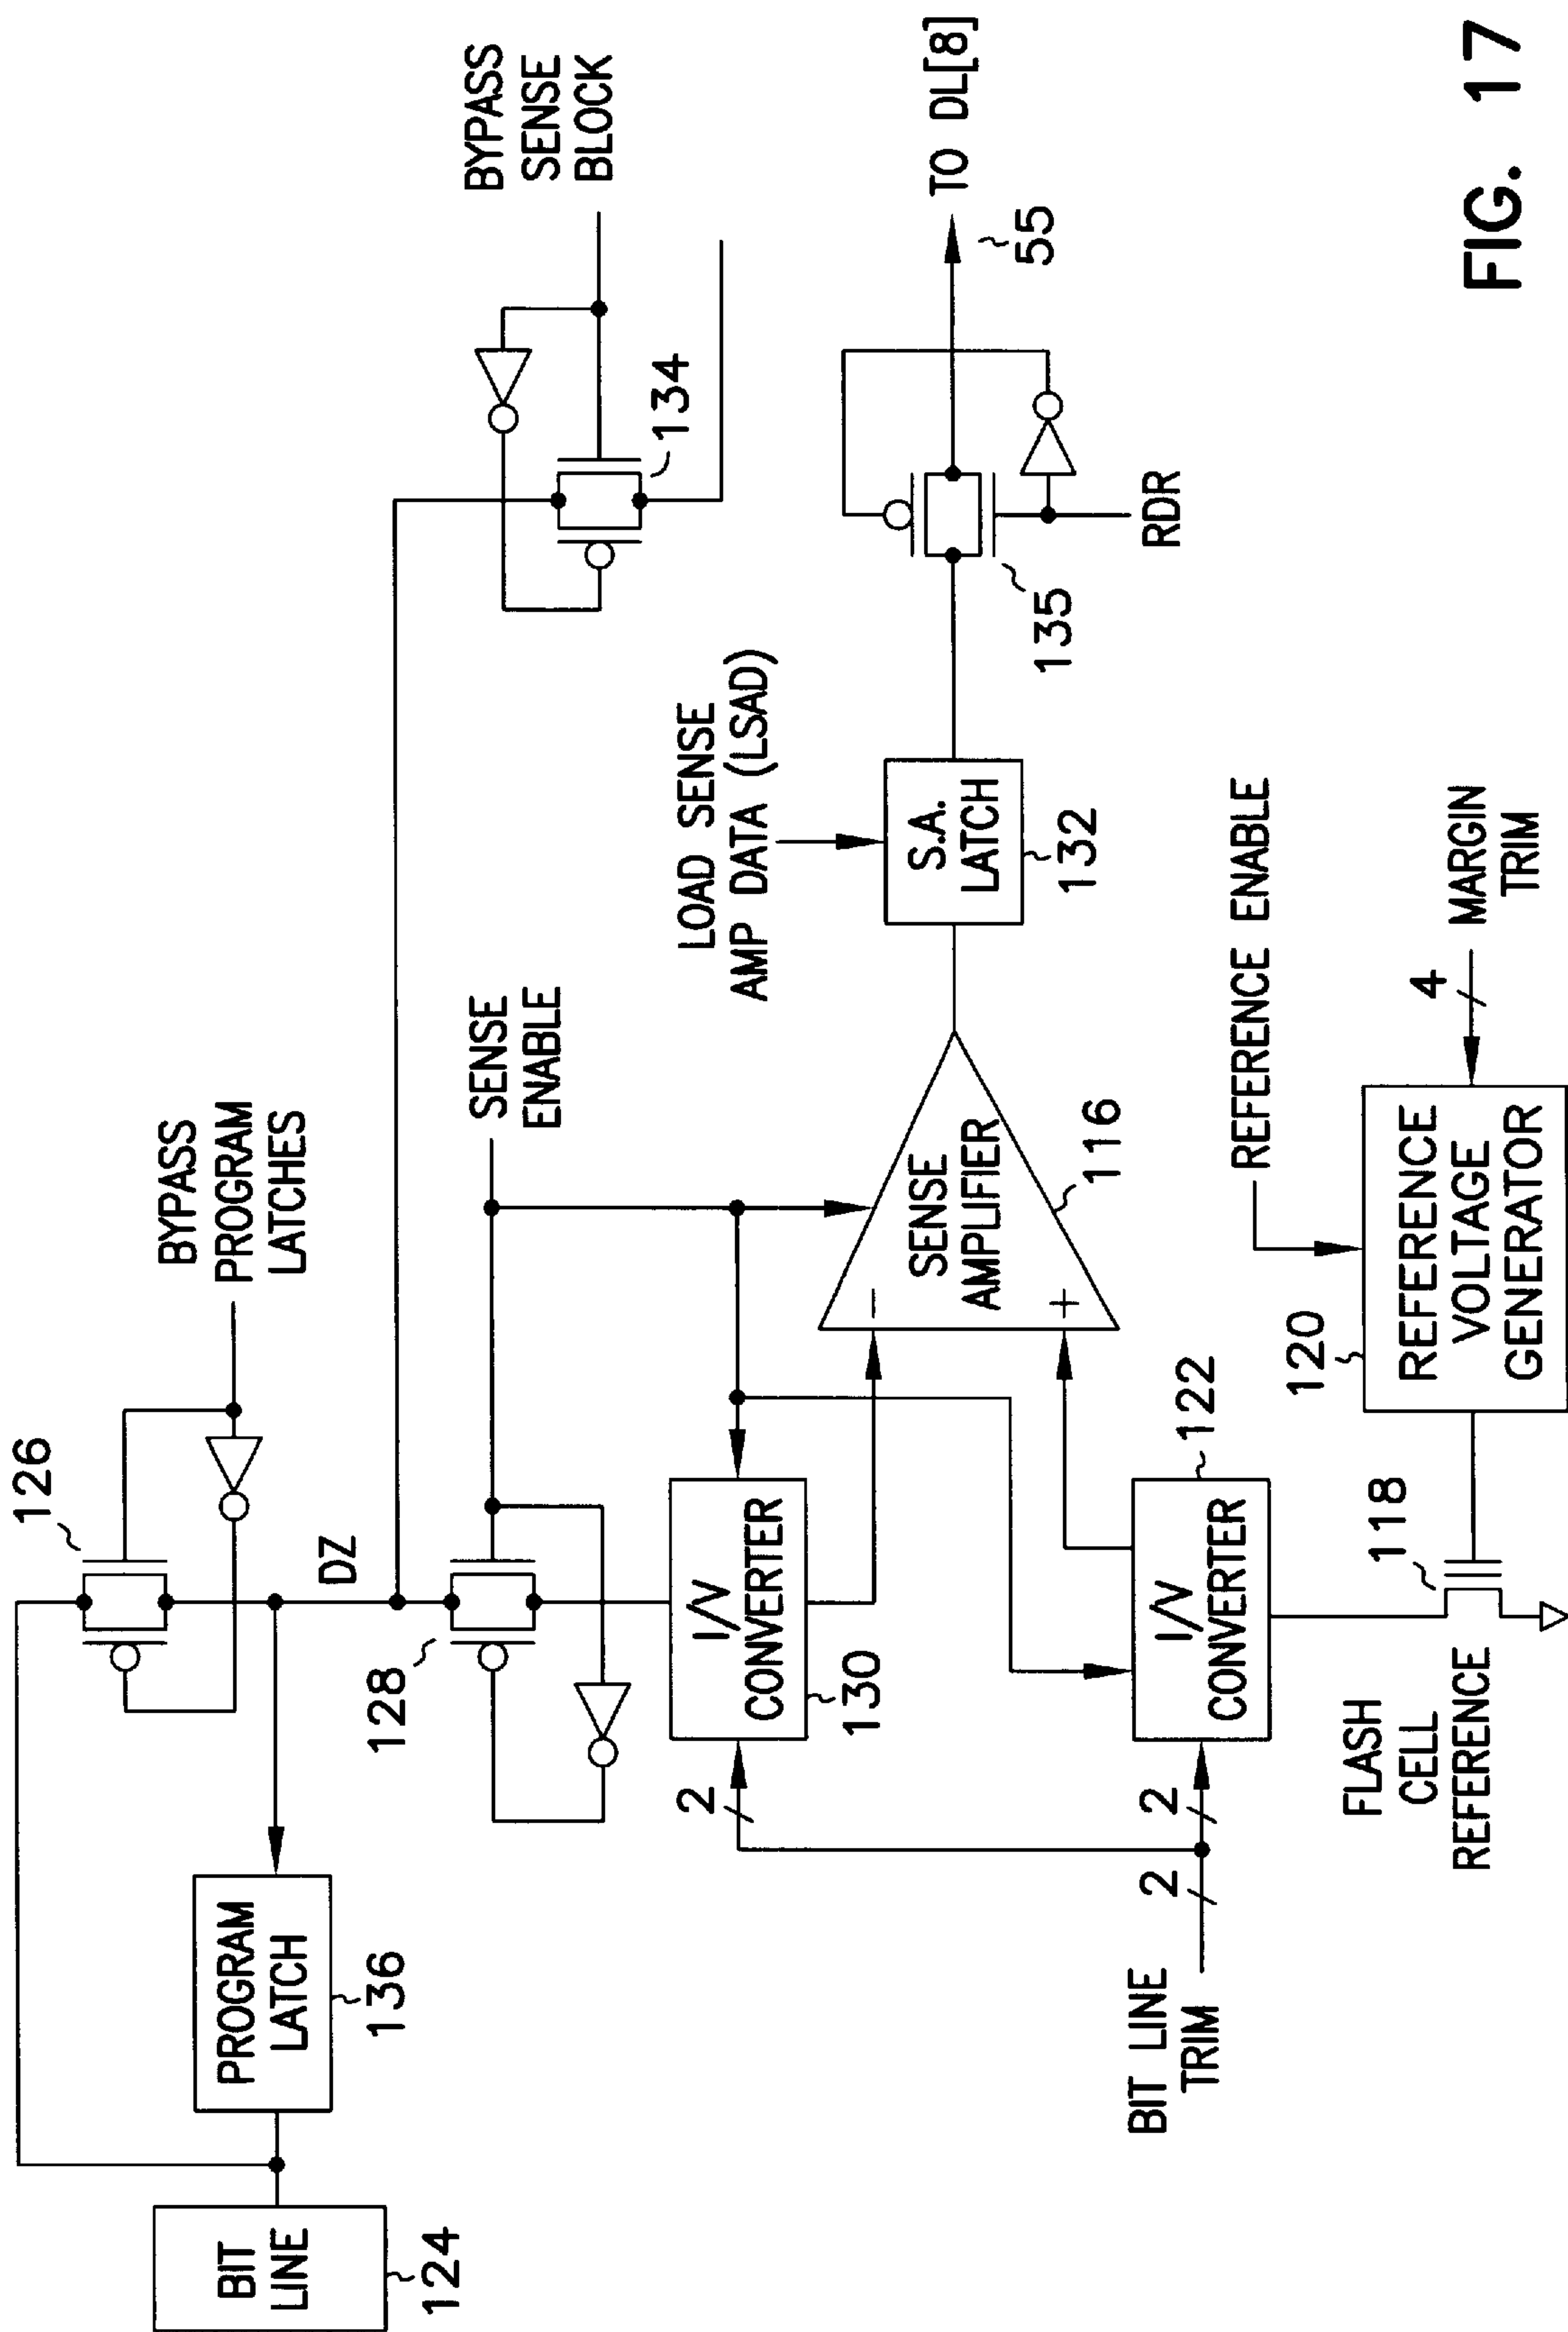 BIT
LINE
124
PROGRAM
LATCH
136
126
BYPASS
PROGRAM
LATCHES
DZ
128
SENSE
ENABLE
BYPASS
SENSE
BLOCK
134
I/V
CONVERTER
130
2
BIT LINE
TRIM
2
2
I/V
CONVERTER
122
SENSE
AMPLIFIER
-
+
116
LOAD SENSE
AMP DATA (LSAD)
S.A.
LATCH
132
135
RDR
TO DL[8]
55
FLASH
CELL
REFERENCE
118
120
REFERENCE
VOLTAGE
GENERATOR
REFERENCE ENABLE
4
MARGIN
TRIM
FIG. 17